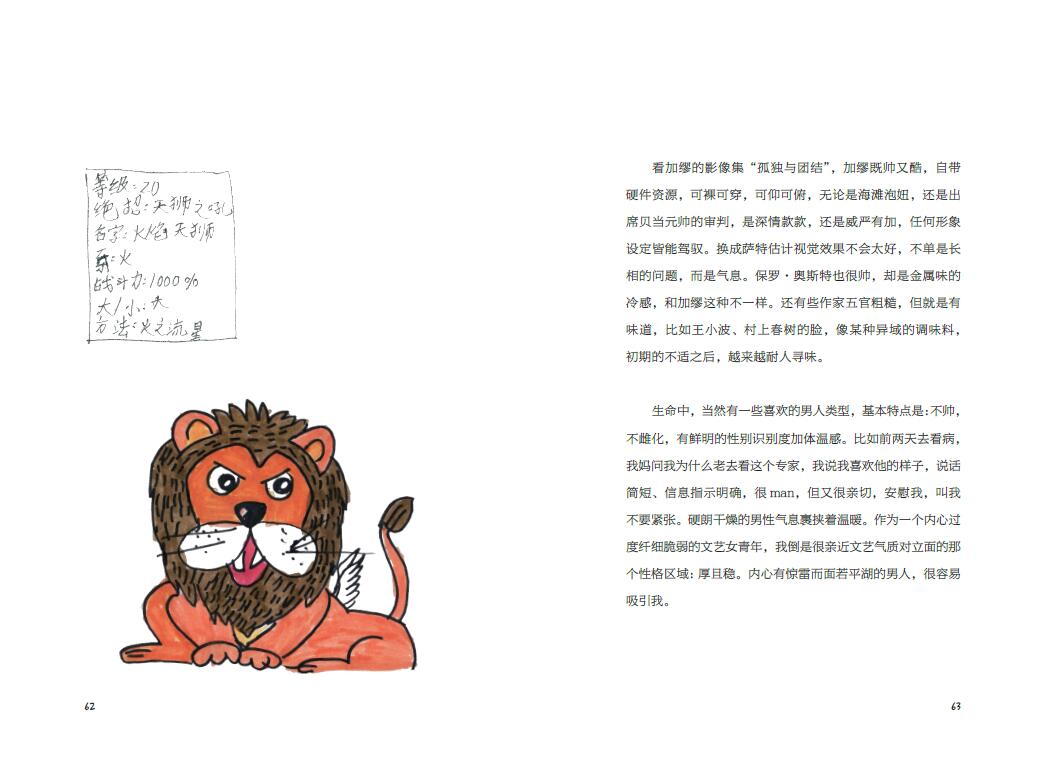 等级:20
绝招:天狮之吼
名字:火焰天狮
:火
战斗力:1000%
大/小:大
方法:火之流星
62
看加缪的影像集“孤独与团结”，加缪既帅又酷，自带
硬件资源，可裸可穿，可仰可俯，无论是海滩泡妞，还是出
席贝当元帅的审判，是深情款款，还是威严有加，任何形象
设定皆能驾驭。换成萨特估计视觉效果不会太好，不单是长
相的问题，而是气息。保罗·奥斯特也很帅，却是金属味的
冷感，和加缪这种不一样。还有些作家五官粗糙，但就是有
味道，比如王小波、村上春树的脸，像某种异域的调味料，
初期的不适之后，越来越耐人寻味。
生命中，当然有一些喜欢的男人类型，基本特点是：不帅，
不雌化，有鲜明的性别识别度加体温感。比如前两天去看病，
我妈问我为什么老去看这个专家，我说我喜欢他的样子，说话
简短、信息指示明确，很 man，但又很亲切，安慰我，叫我
不要紧张。硬朗干燥的男性气息裹挟着温暖。作为一个内心过
度纤细脆弱的文艺女青年，我倒是很亲近文艺气质对立面的那
个性格区域：厚且稳。内心有惊雷而面若平湖的男人，很容易
吸引我。
63